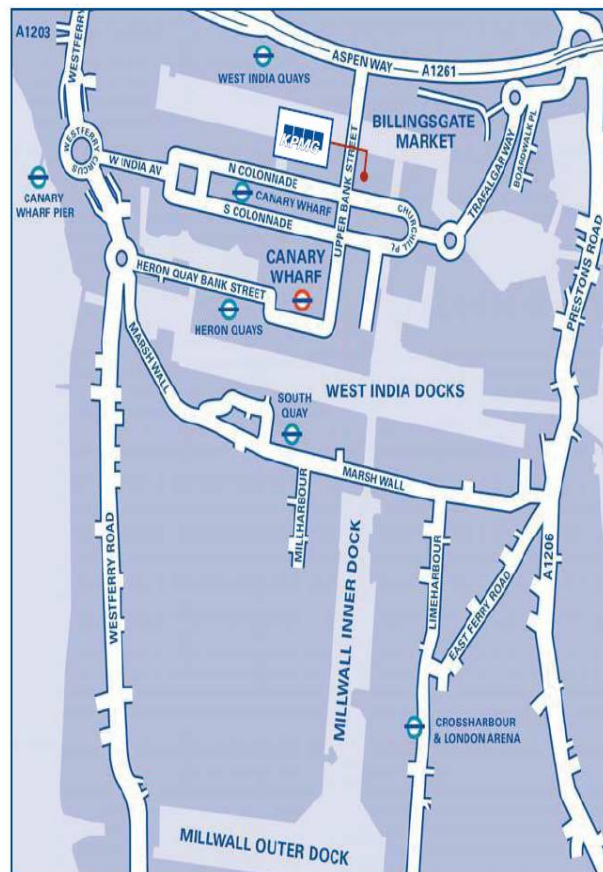 A1203
WESTFERRY
WEST INDIA QUAYS
ASPEN WAY
A1261
KPMG
BILLINGSGATE
MARKET
WESTFERRY CIRCUS
W INDIA AV
N COLONNADE
CANARY WHARF
S COLONNADE
UPPER BANK STREET
CHURCHILL PL
TRAFALGAR WAY
BOARDWALK PL
CANARY
WHARF PIER
CANARY
WHARF
HERON QUAY BANK STREET
HERON QUAYS
PRESTONS ROAD
MARSH WALL
WEST INDIA DOCKS
SOUTH
QUAY
MARSH WALL
MILLHARBOUR
WESTFERRY ROAD
MILLWALL INNER DOCK
LIMEHARBOUR
EAST FERRY ROAD
A1206
CROSSHARBOUR
& LONDON ARENA
MILLWALL OUTER DOCK